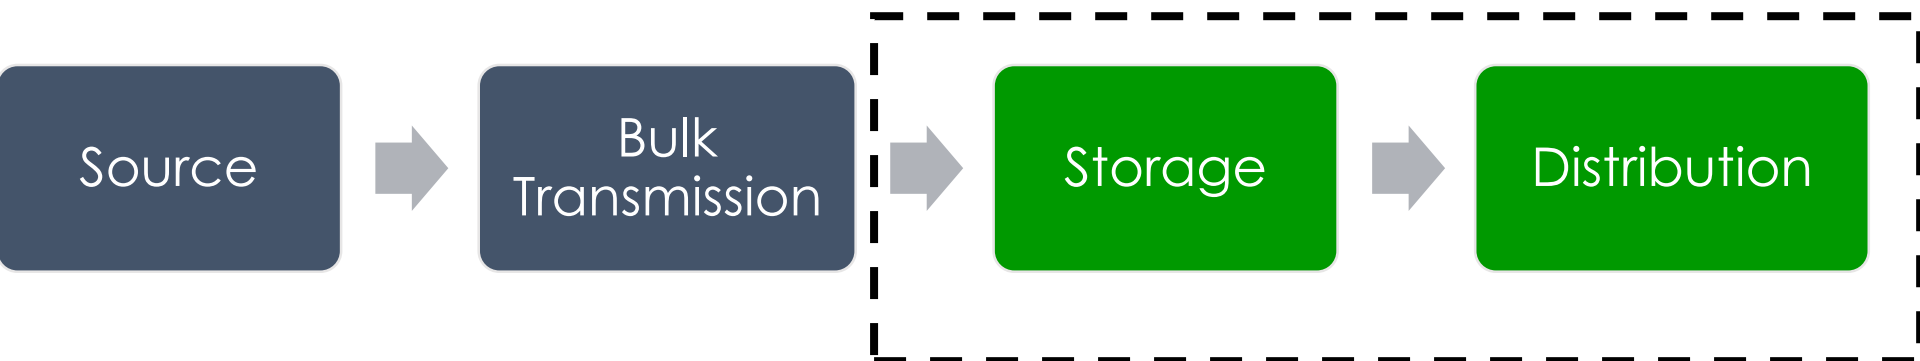 Source
Bulk
Transmission
Storage
Distribution